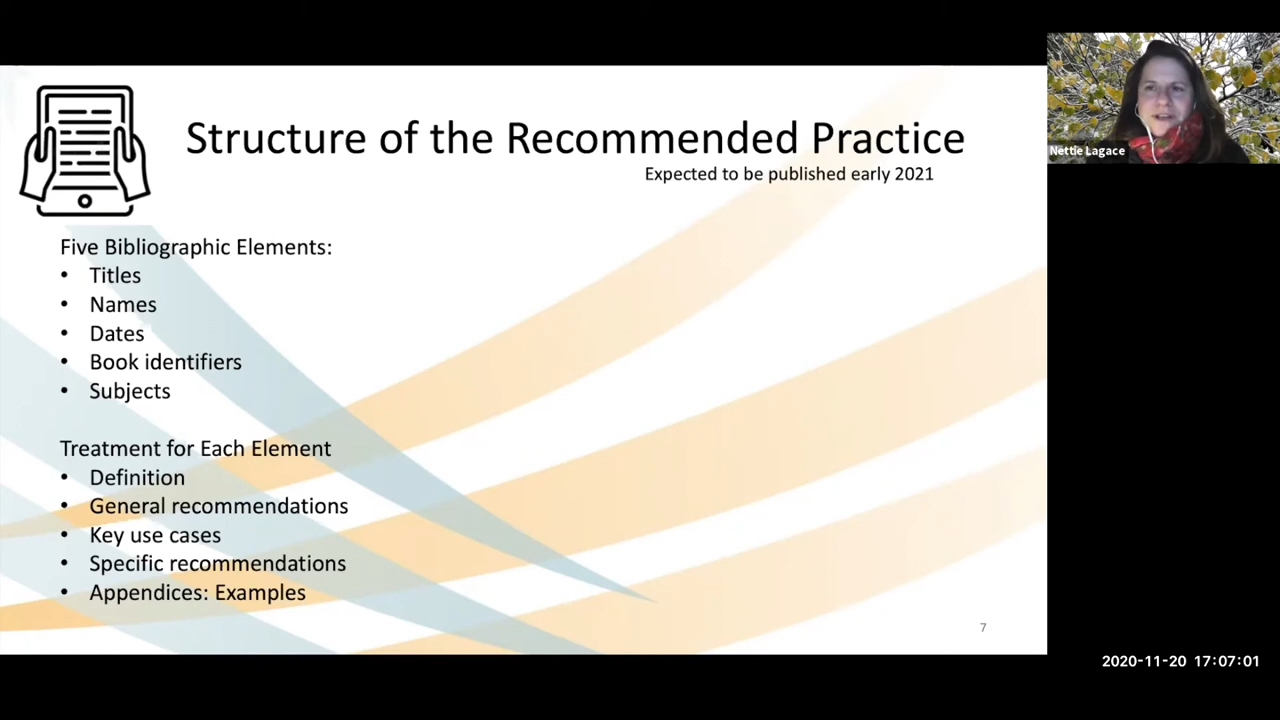 Structure of the Recommended Practice
Expected to be published early 2021
Nettie Lagace
Five Bibliographic Elements:
• Titles
• Names
• Dates
• Book identifiers
• Subjects
Treatment for Each Element
• Definition
• General recommendations
• Key use cases
• Specific recommendations
• Appendices: Examples
7
2020-11-20 17:07:01